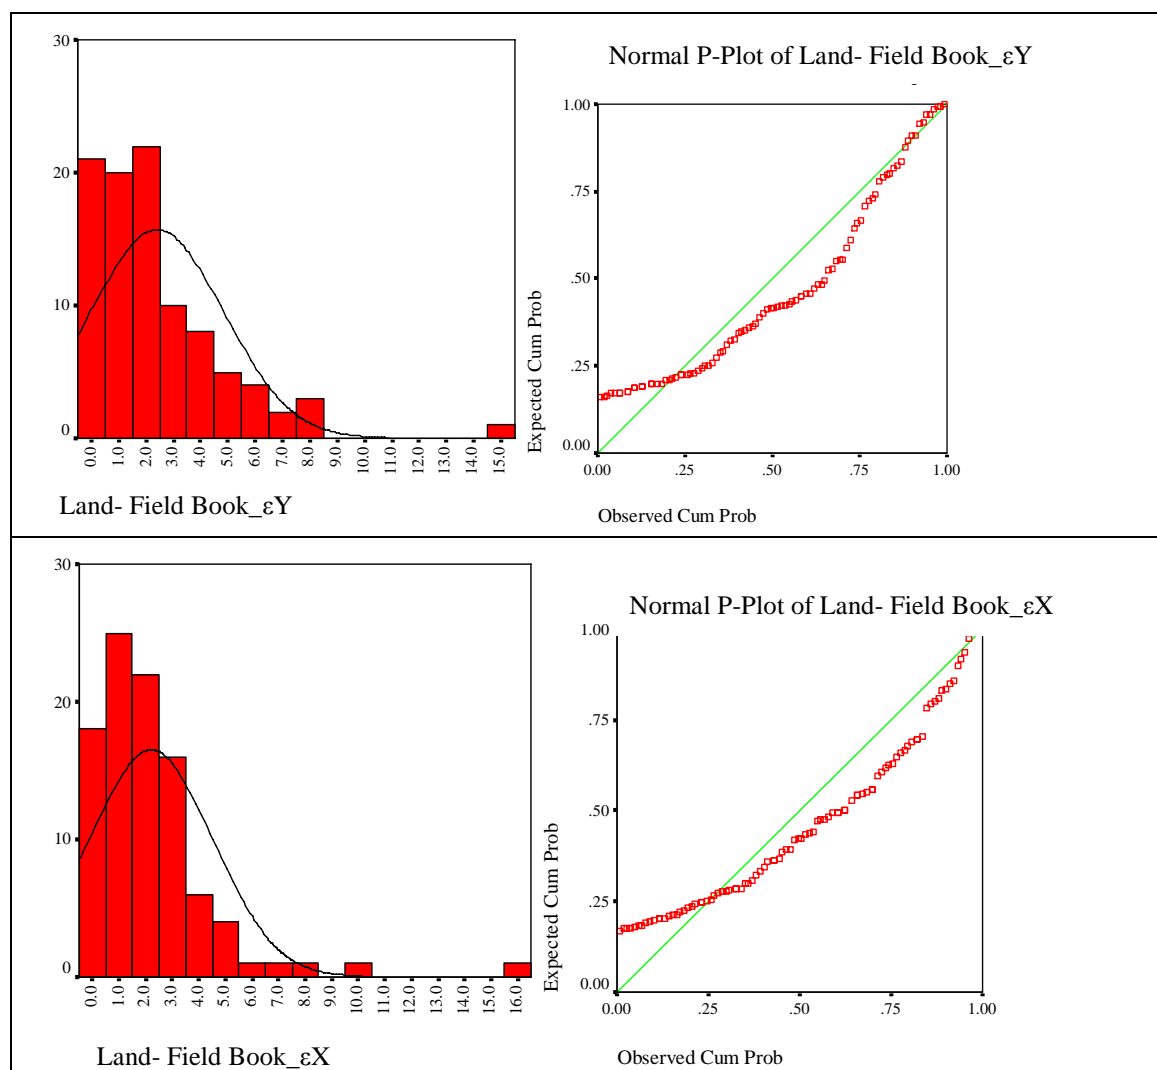 30
20
10
0
0.0 1.0 2.0 3.0 4.0 5.0 6.0 7.0 8.0 9.0 10.0 11.0 12.0 13.0 14.0 15.0
Land- Field Book_εY
Normal P-Plot of Land- Field Book_εY
Expected Cum Prob
1.00
.75
.50
.25
0.00
0.00 .25 .50 .75 1.00
Observed Cum Prob
30
20
10
0
0.0 1.0 2.0 3.0 4.0 5.0 6.0 7.0 8.0 9.0 10.0 11.0 12.0 13.0 14.0 15.0 16.0
Land- Field Book_εX
Normal P-Plot of Land- Field Book_εX
Expected Cum Prob
1.00
.75
.50
.25
0.00
0.00 .25 .50 .75 1.00
Observed Cum Prob